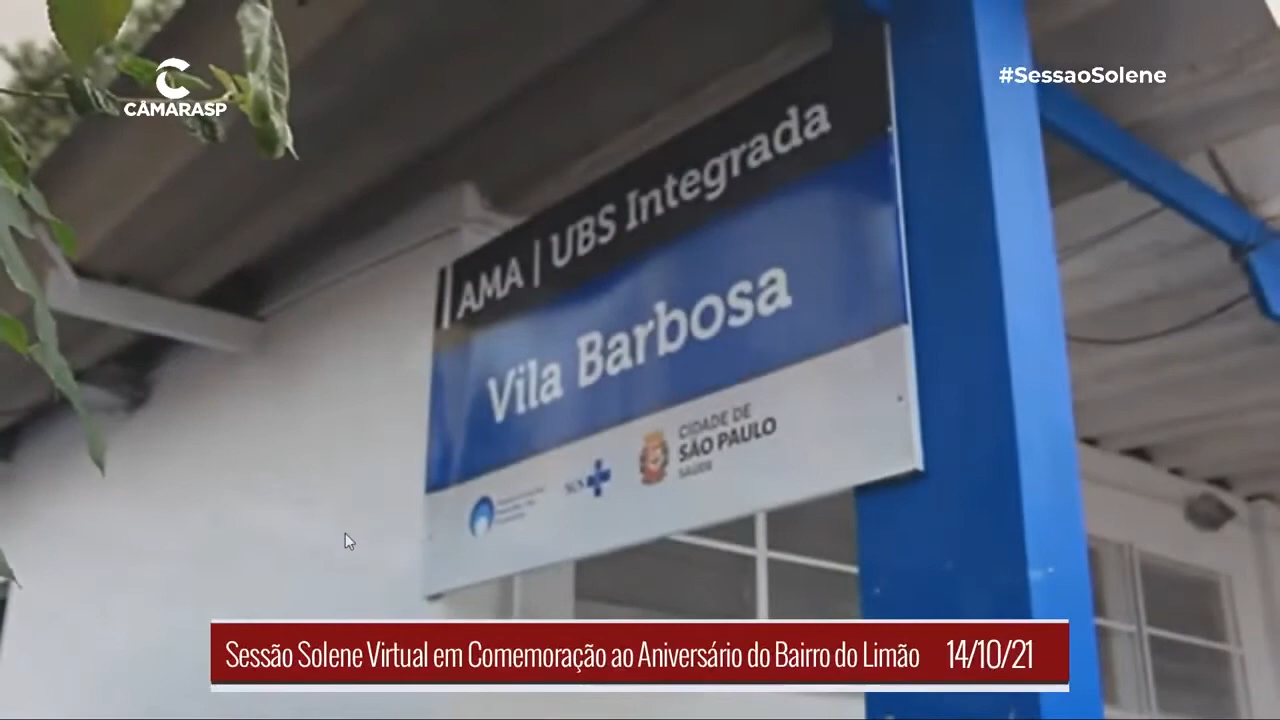 CÂMARASP
#SessaoSolene
AMA | UBS Integrada
Vila Barbosa
SUS
CIDADE DE
SÃO PAULO
SAÚDE
Sessão Solene Virtual em Comemoração ao Aniversário do Bairro do Limão 14/10/21